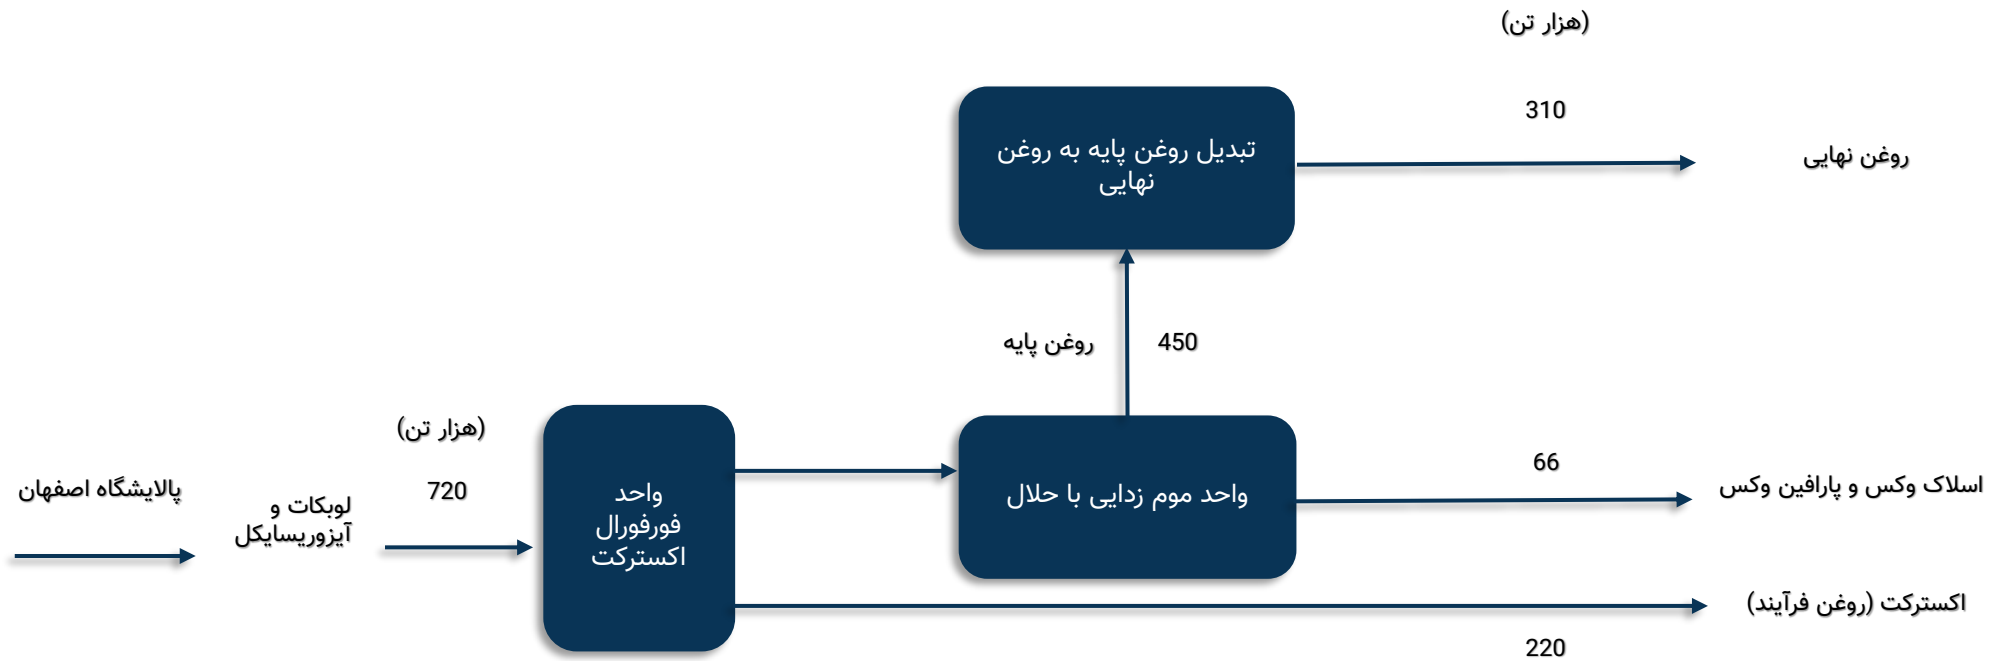 (هزار تن)
310
تبدیل روغن پایه به روغن
نهایی
روغن نهایی
روغن پایه
450
(هزار تن)
720
پالایشگاه اصفهان
لوبکات و
آیزوریسایکل
واحد
فورفورال
اکسترکت
واحد موم زدایی با حلال
66
اسلاک وکس و پارافین وکس
اکسترکت (روغن فرآیند)
220